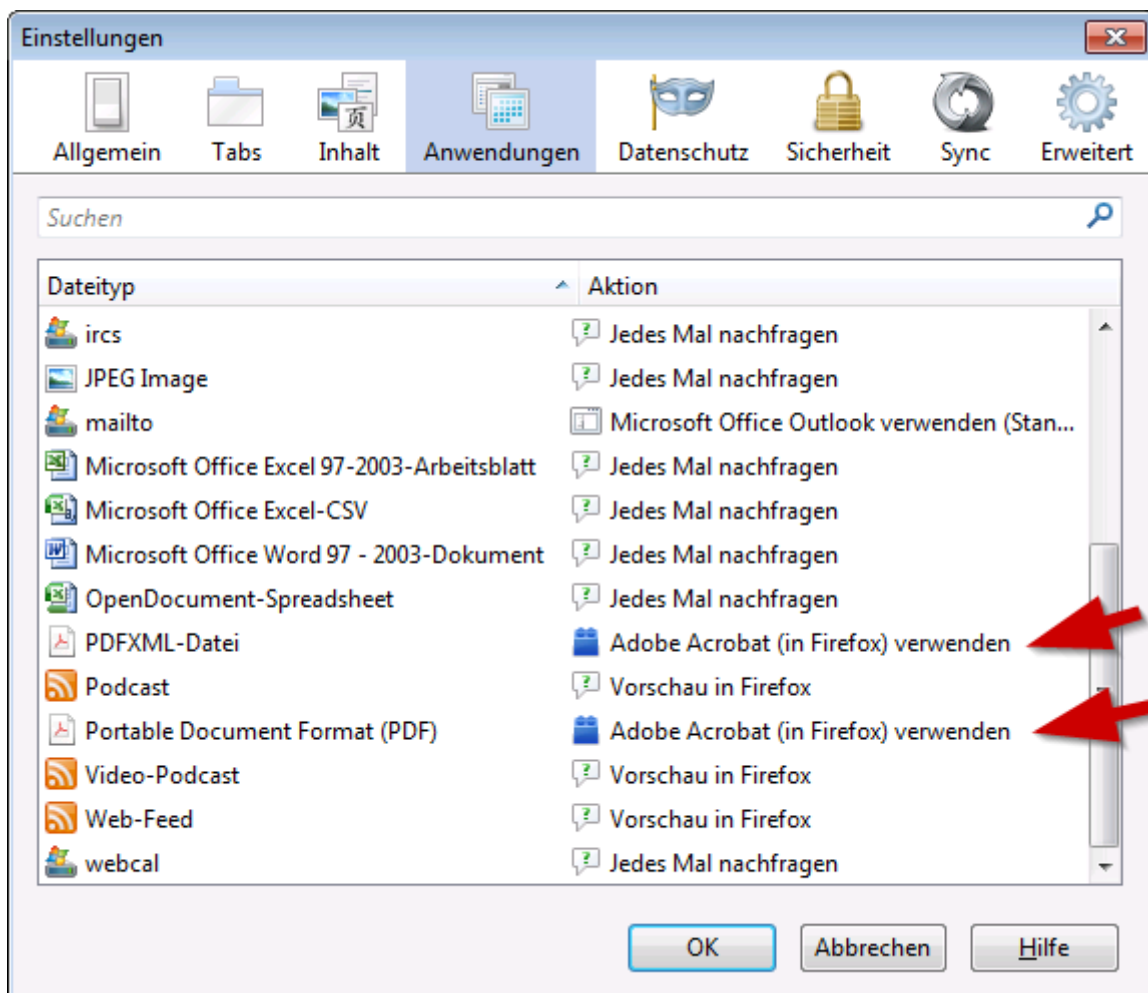 Einstellungen
Allgemein Tabs Inhalt Anwendungen Datenschutz Sicherheit Sync Erweitert
Suchen
Dateityp Aktion
ircs Jedes Mal nachfragen
JPEG Image Jedes Mal nachfragen
mailto Microsoft Office Outlook verwenden (Stan...
Microsoft Office Excel 97-2003-Arbeitsblatt Jedes Mal nachfragen
Microsoft Office Excel-CSV Jedes Mal nachfragen
Microsoft Office Word 97 - 2003-Dokument Jedes Mal nachfragen
OpenDocument-Spreadsheet Jedes Mal nachfragen
PDFXML-Datei Adobe Acrobat (in Firefox) verwenden
Podcast Vorschau in Firefox
Portable Document Format (PDF) Adobe Acrobat (in Firefox) verwenden
Video-Podcast Vorschau in Firefox
Web-Feed Vorschau in Firefox
webcal Jedes Mal nachfragen
OK Abbrechen Hilfe